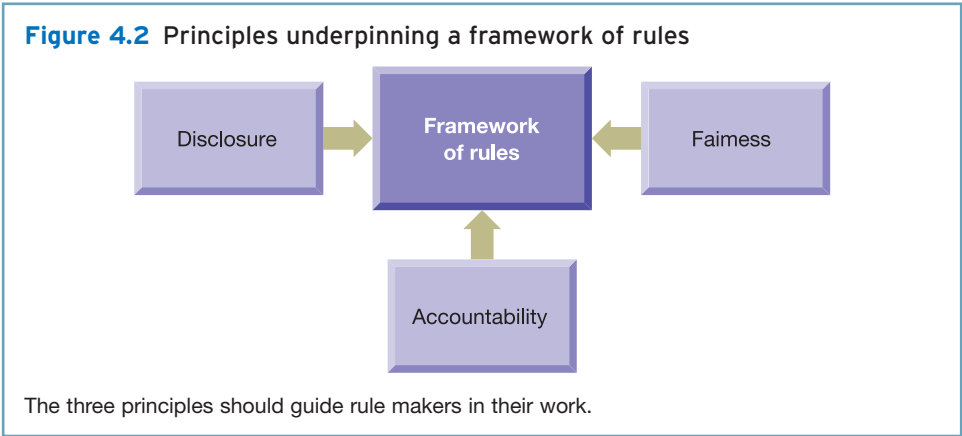 Figure 4.2 Principles underpinning a framework of rules
Disclosure
Framework
of rules
Faimess
Accountability
The three principles should guide rule makers in their work.